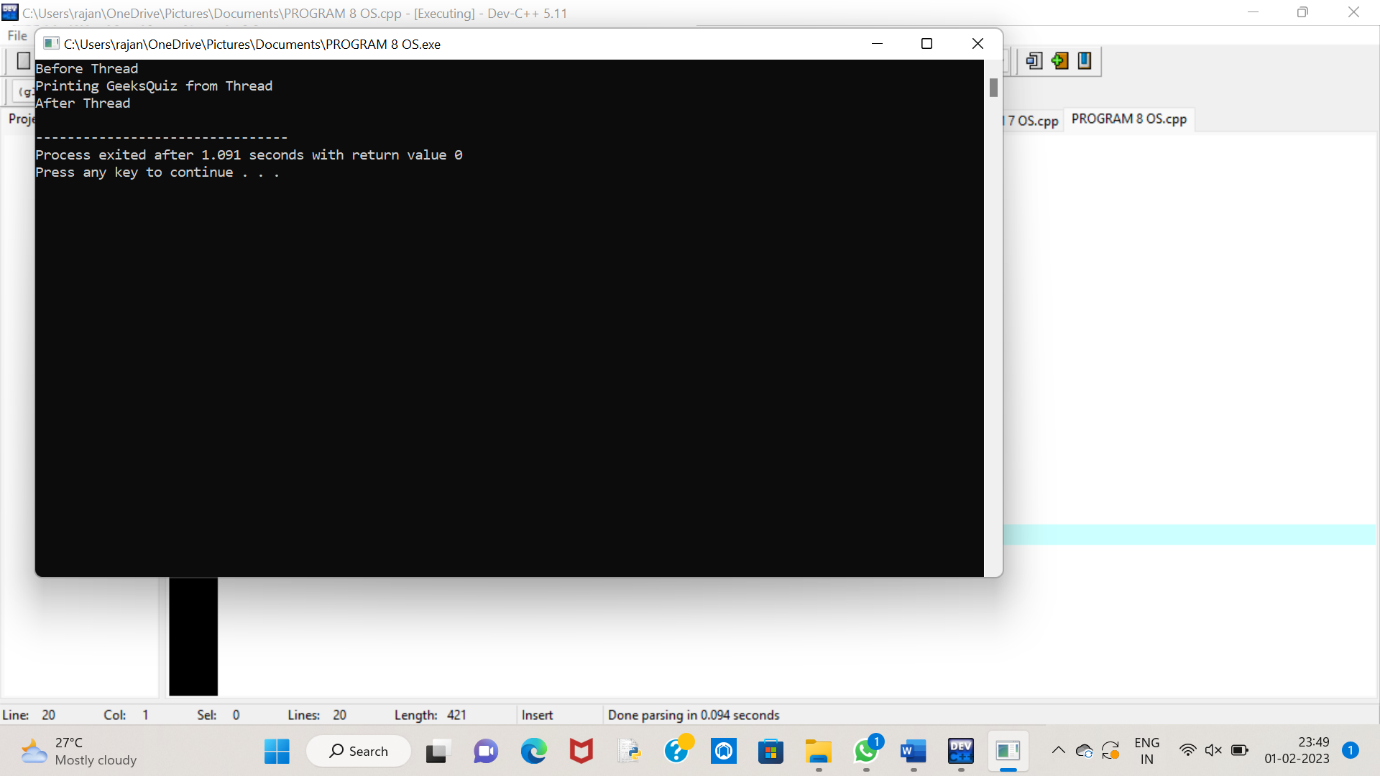 C:\Users\rajan\OneDrive\Pictures\Documents\PROGRAM 8 OS.cpp - [Executing] - Dev-C++ 5.11
File
C:\Users\rajan\OneDrive\Pictures\Documents\PROGRAM 8 OS.exe
Before Thread
Printing GeeksQuiz from Thread
After Thread
--------------------------------
Process exited after 1.091 seconds with return value 0
Press any key to continue . . .
7 OS.cpp PROGRAM 8 OS.cpp
Line: 20 Col: 1 Sel: 0 Lines: 20 Length: 421 Insert Done parsing in 0.094 seconds
27°C
Mostly cloudy
Search
1
DEV
C++
ENG
IN
23:49
01-02-2023
1